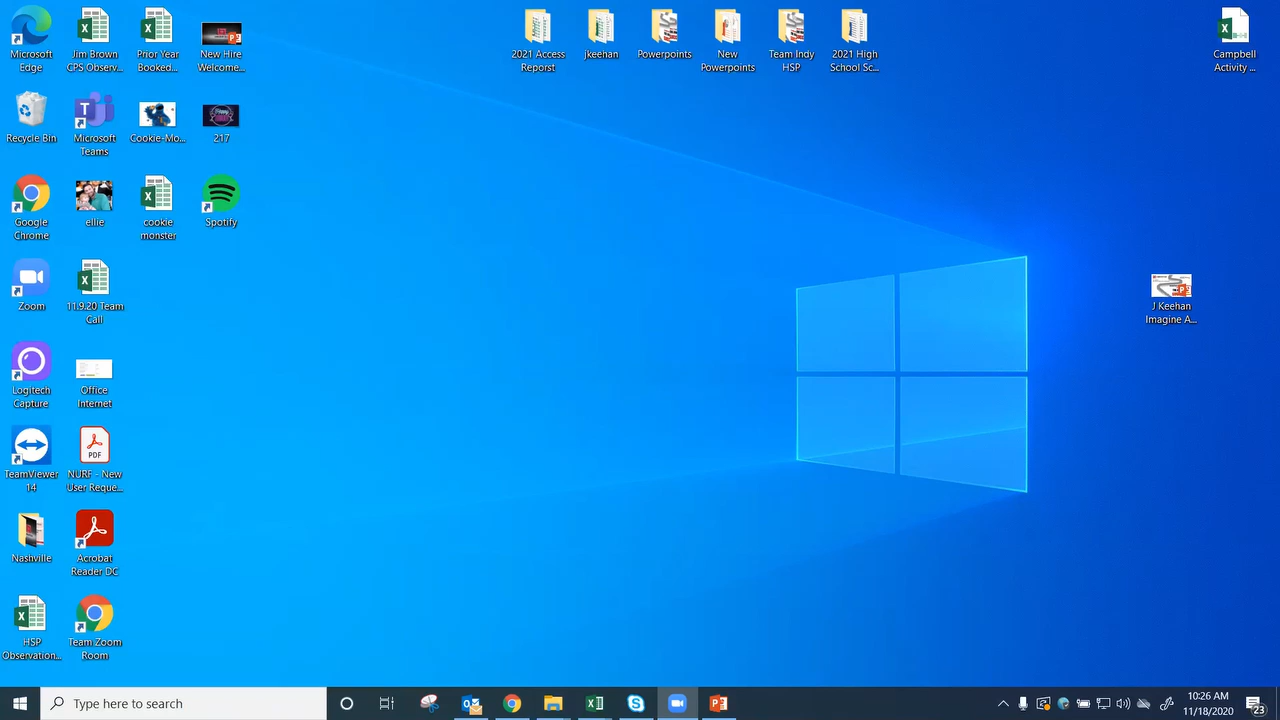 Microsoft
Edge
Jim Brown
CPS Observ...
Prior Year
Booked...
New Hire
Welcome...
2021 Access
Reporst
Jkeehan
Powerpoints
New
Powerpoints
Team Indy
HSP
2021 High
School Sc...
Campbell
Activity ...
Recycle Bin
Microsoft
Teams
Cookie-Mo...
217
Google
Chrome
ellie
cookie
monster
Spotify
Zoom
11.9.20 Team
Call
J Keehan
Imagine A...
Logitech
Capture
Office
Internet
TeamViewer
14
PDF
NURF - New
User Reque...
Nashville
Acrobat
Reader DC
HSP
Observation...
Team Zoom
Room
Type here to search
10:26 AM
11/18/2020
23